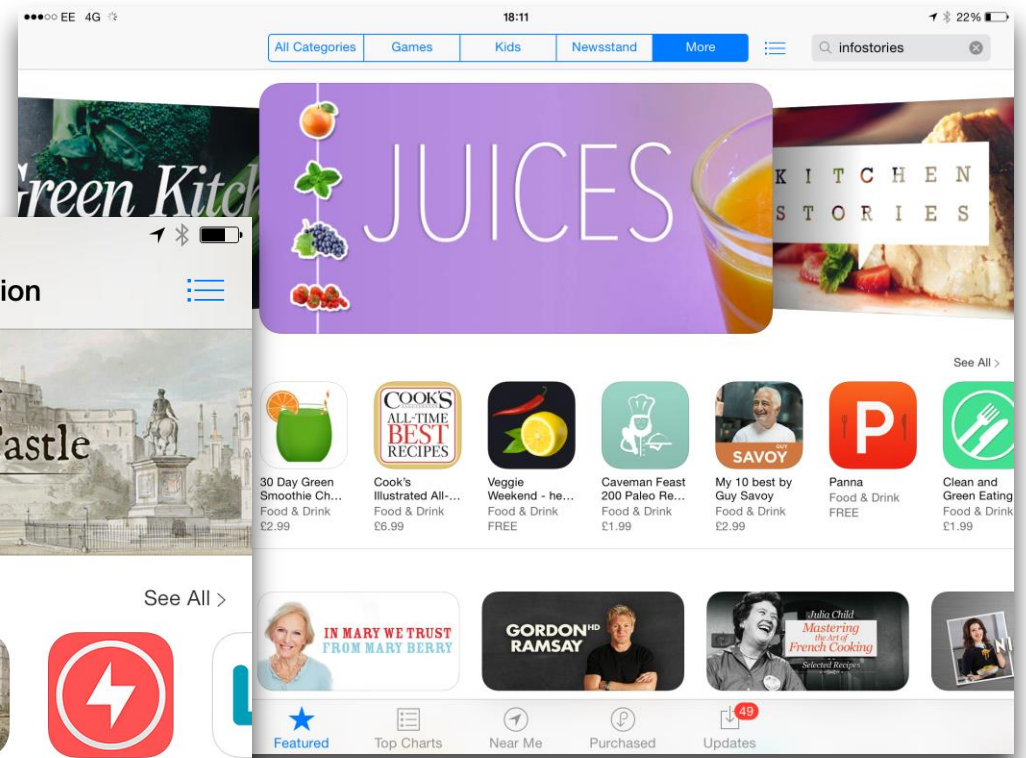 EE 4G
18:11
22%
All Categories
Games
Kids
Newsstand
More
infostories
Green Kitch
JUICES
KITCHEN
STORIES
ion
astle
See All >
See All >
COOK'S
ALL-TIME
BEST
RECIPES
GUY
SAVOY
P
30 Day Green
Smoothie Ch...
Food & Drink
£2.99
Cook's
Illustrated All-...
Food & Drink
£6.99
Veggie
Weekend - he...
Food & Drink
FREE
Caveman Feast
200 Paleo Re...
Food & Drink
£1.99
My 10 best by
Guy Savoy
Food & Drink
£2.99
Panna
Food & Drink
FREE
Clean and
Green Eating
Food & Drink
£1.99
IN MARY WE TRUST
FROM MARY BERRY
GORDON HD
RAMSAY
Julia Child
Mastering
the Art of
French Cooking
Selected Recipes
NI
Featured
Top Charts
Near Me
Purchased
49
Updates